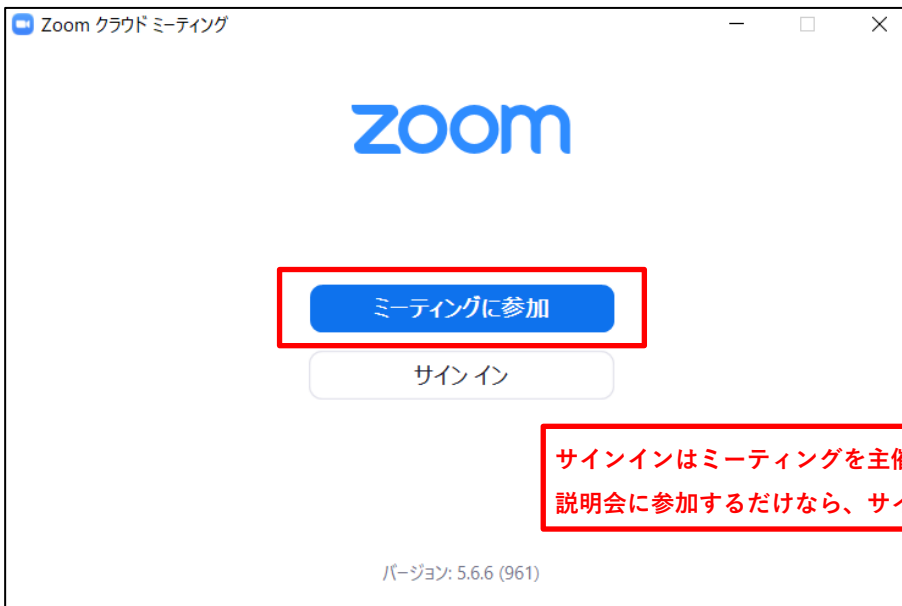 Zoom クラウド ミーティング
zoom
ミーティングに参加
サイン イン
サインインはミーティングを主催
説明会に参加するだけなら、サイ
バージョン: 5.6.6 (961)